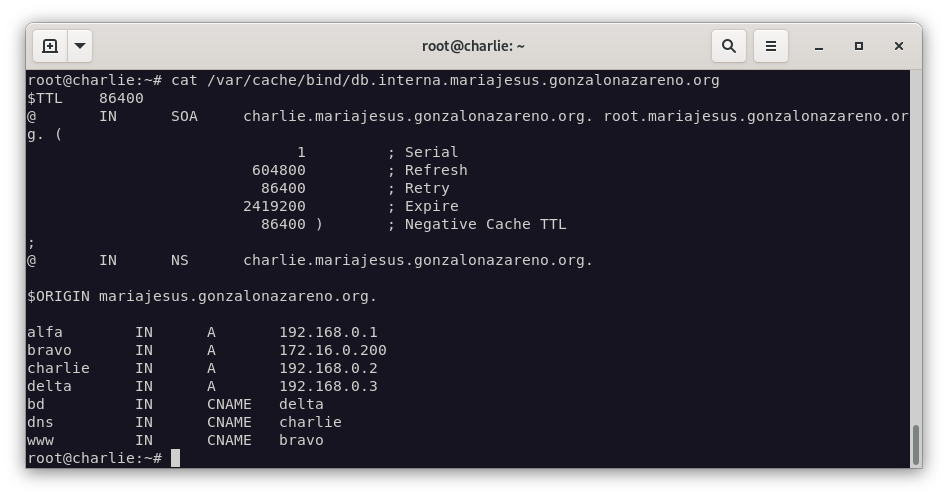 root@charlie: ~
root@charlie:~# cat /var/cache/bind/db.interna.mariajesus.gonzalonazareno.org
$TTL    86400
@       IN      SOA     charlie.mariajesus.gonzalonazareno.org. root.mariajesus.gonzalonazareno.or
g. (
                              1         ; Serial
                         604800         ; Refresh
                          86400         ; Retry
                        2419200         ; Expire
                          86400 )       ; Negative Cache TTL
;
@       IN      NS      charlie.mariajesus.gonzalonazareno.org.

$ORIGIN mariajesus.gonzalonazareno.org.

alfa        IN      A       192.168.0.1
bravo       IN      A       172.16.0.200
charlie     IN      A       192.168.0.2
delta       IN      A       192.168.0.3
bd          IN      CNAME   delta
dns         IN      CNAME   charlie
www         IN      CNAME   bravo
root@charlie:~#